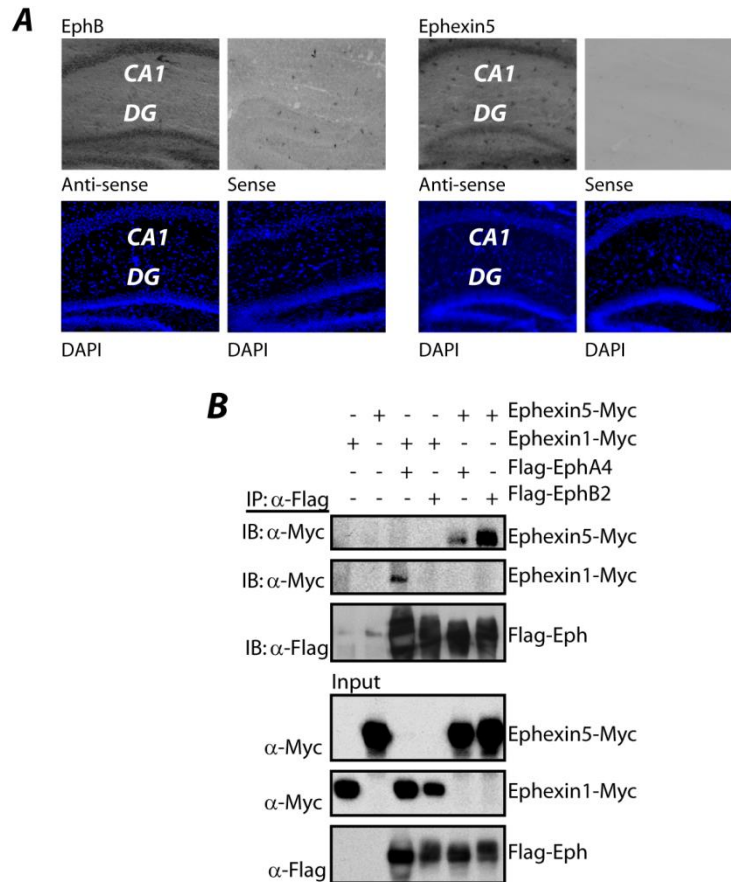 A
EphB
Ephexin5
CA1
DG
CA1
DG
Anti-sense
Sense
Anti-sense
Sense
CA1
DG
CA1
DG
DAPI
DAPI
DAPI
DAPI
B
- + - - + + Ephexin5-Myc
+ - + + - - Ephexin1-Myc
- - + - + - Flag-EphA4
IP: α-Flag - - - + - + Flag-EphB2
IB: α-Myc Ephexin5-Myc
IB: α-Myc Ephexin1-Myc
IB: α-Flag Flag-Eph
Input
α-Myc Ephexin5-Myc
α-Myc Ephexin1-Myc
α-Flag Flag-Eph